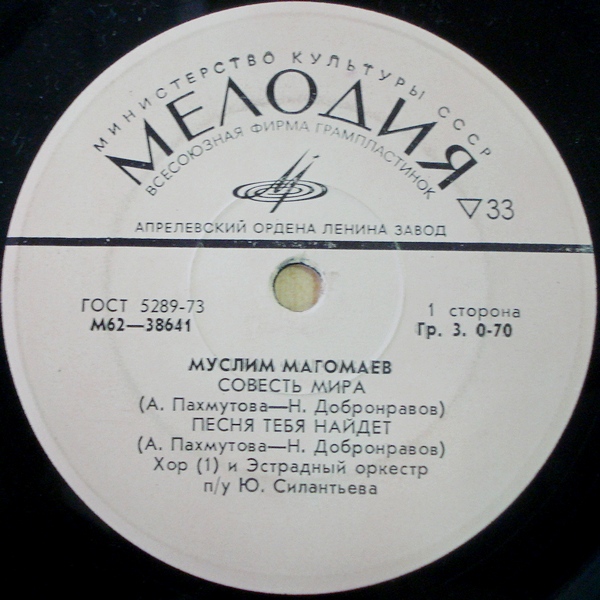 МИНИСТЕРСТВО КУЛЬТУРЫ СССР
МЕЛОДИЯ
ВСЕСОЮЗНАЯ ФИРМА ГРАМПЛАСТИНОК
▽33
АПРЕЛЕВСКИЙ ОРДЕНА ЛЕНИНА ЗАВОД
ГОСТ 5289-73
М62—38641
1 сторона
Гр. 3. 0-70
МУСЛИМ МАГОМАЕВ
СОВЕСТЬ МИРА
(А. Пахмутова—Н. Добронравов)
ПЕСНЯ ТЕБЯ НАЙДЕТ
(А. Пахмутова—Н. Добронравов)
Хор (1) и Эстрадный оркестр
п/у Ю. Силантьева